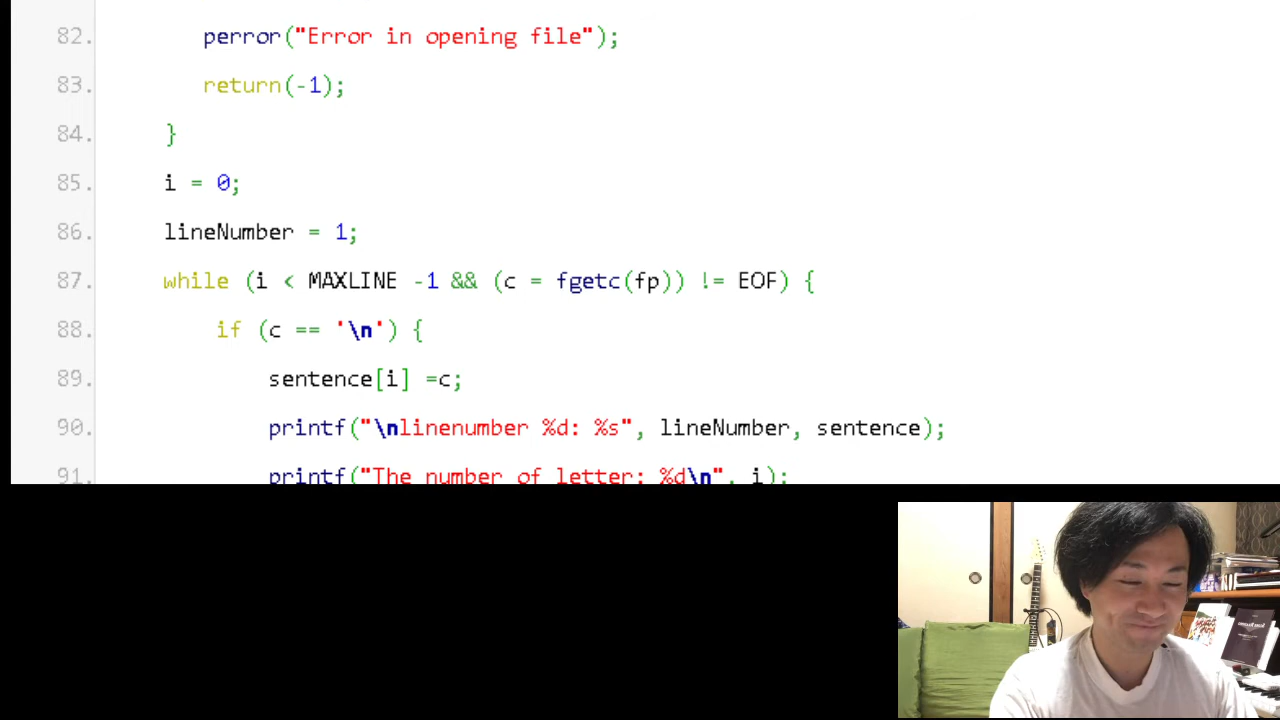 82. perror("Error in opening file");
83. return(-1);
84. }
85. i = 0;
86. lineNumber = 1;
87. while (i < MAXLINE -1 && (c = fgetc(fp)) != EOF) {
88. if (c == '\n') {
89. sentence[i] =c;
90. printf("\nlinenumber %d: %s", lineNumber, sentence);
91. printf("The number of letter: %d\n", i);